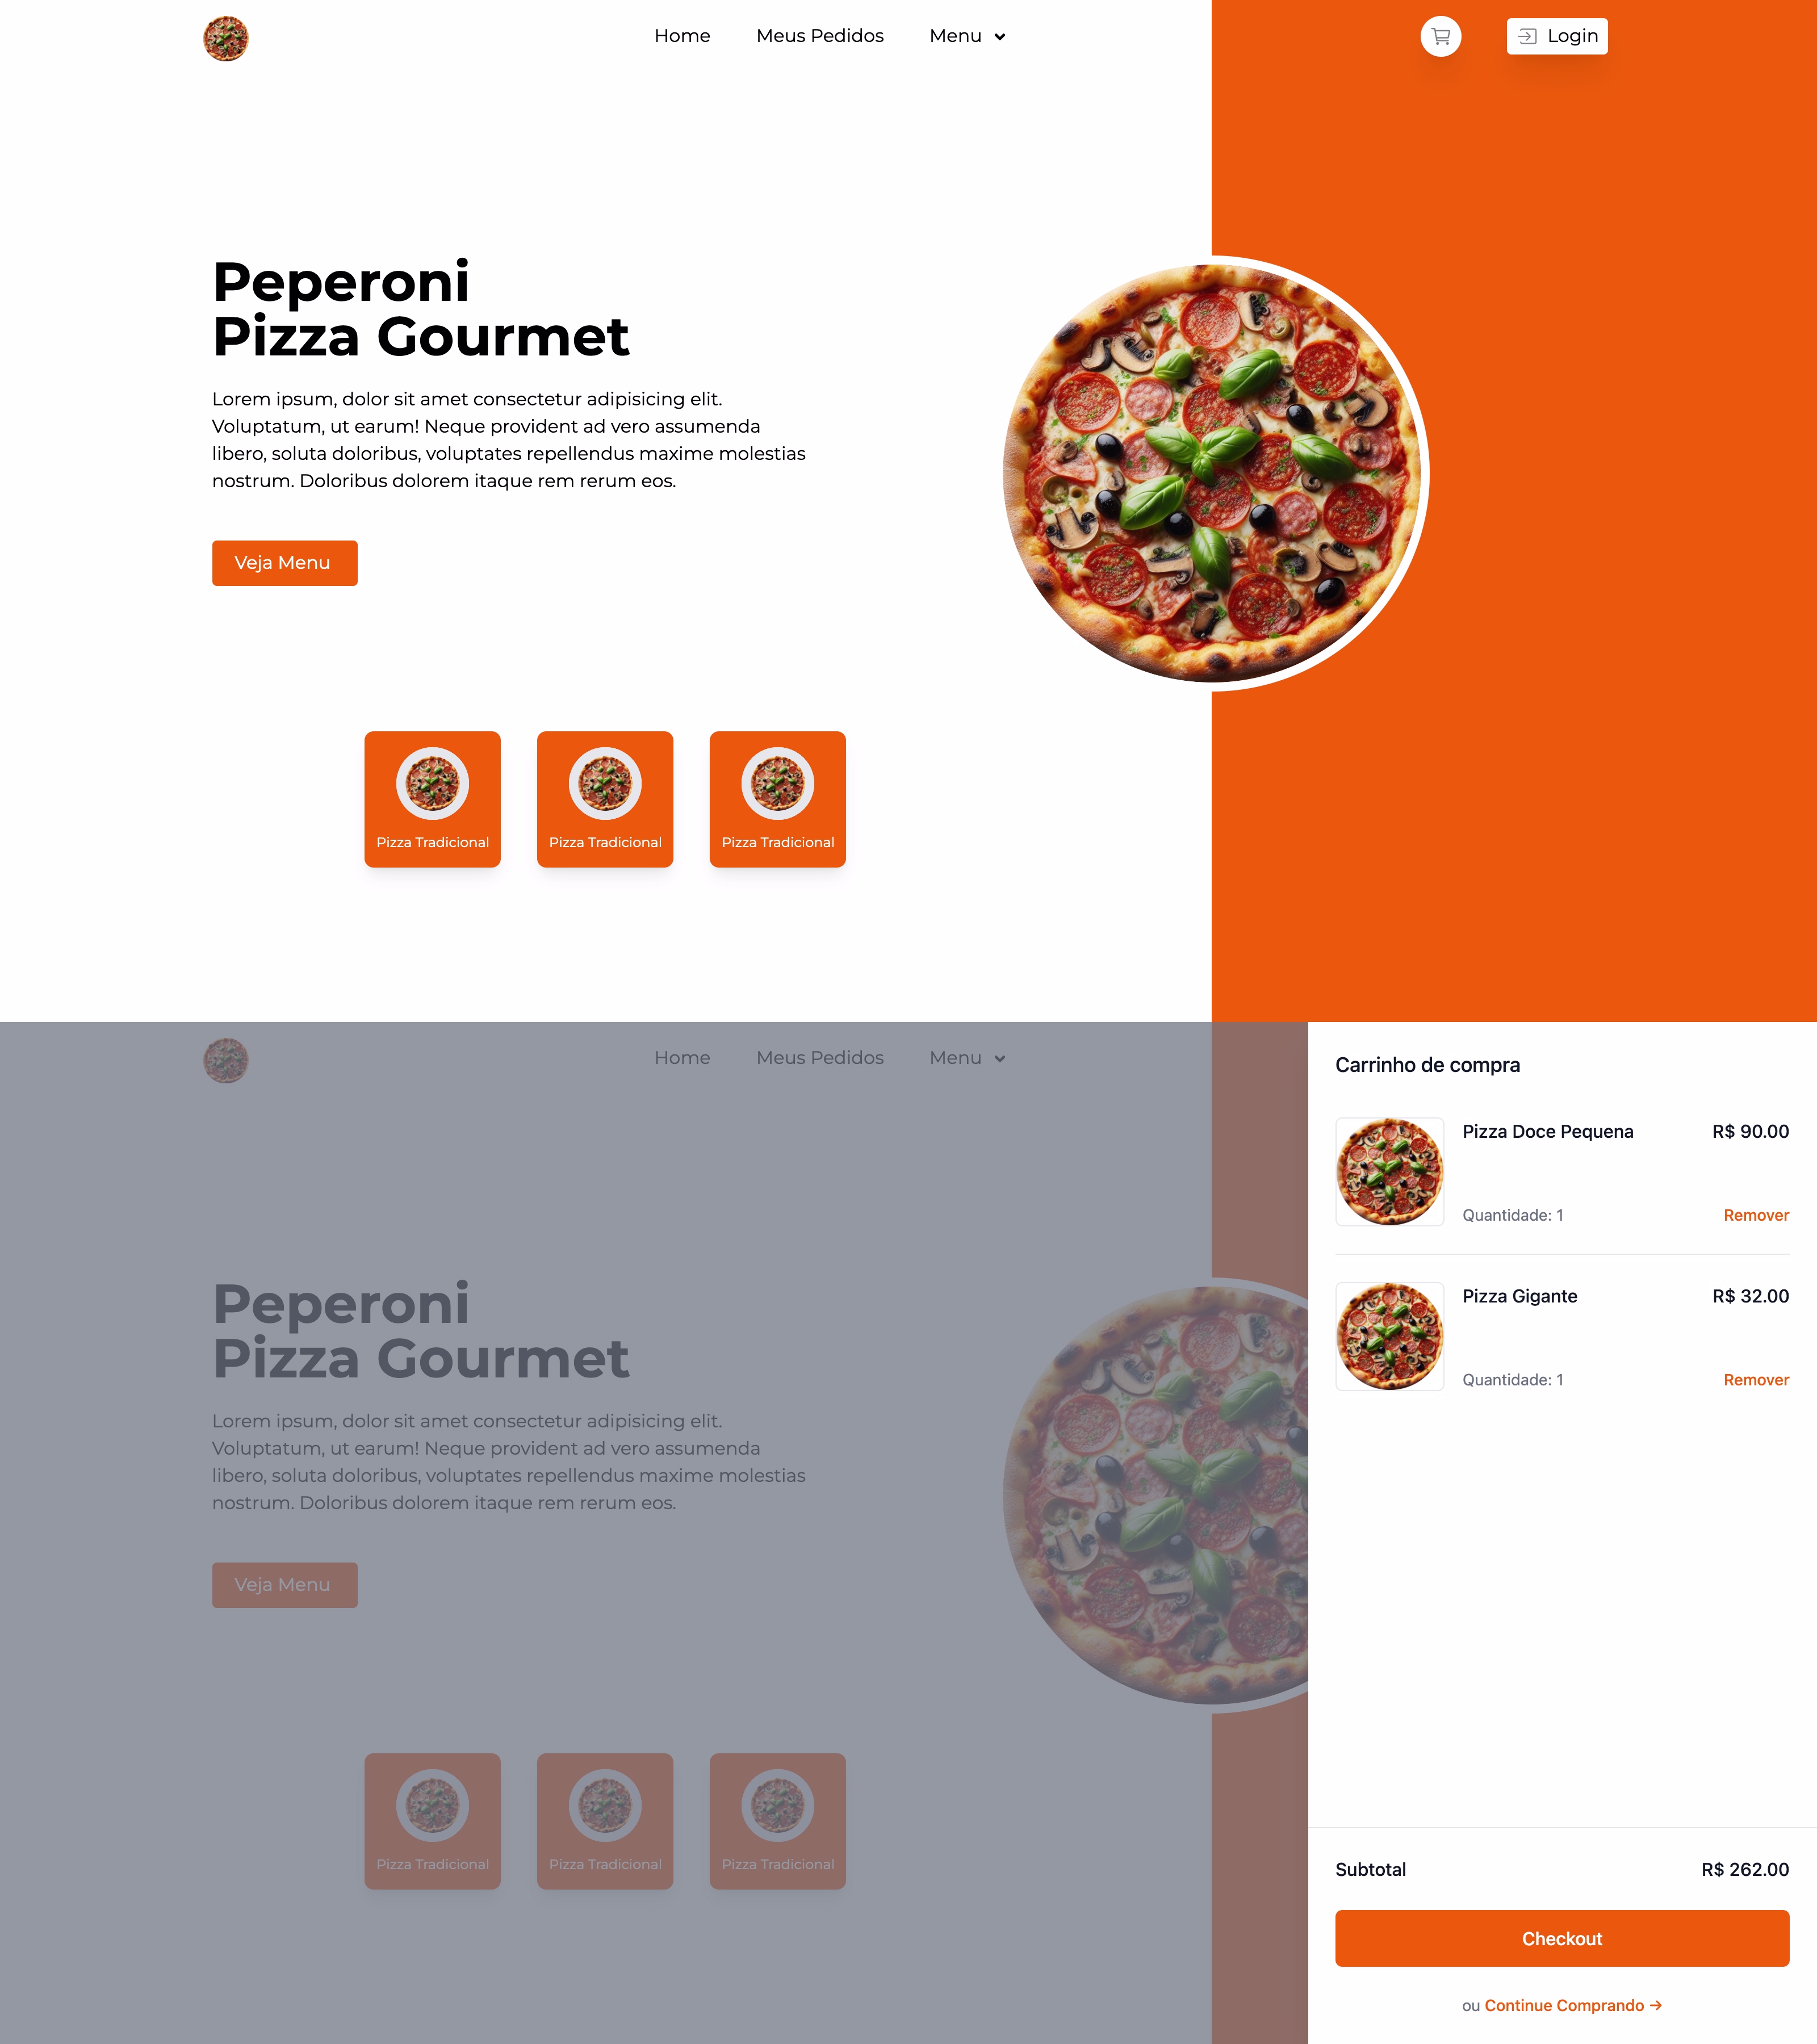 Home
Meus Pedidos
Menu
Login
Peperoni
Pizza Gourmet
Lorem ipsum, dolor sit amet consectetur adipisicing elit.
Voluptatum, ut earum! Neque provident ad vero assumenda
libero, soluta doloribus, voluptates repellendus maxime molestias
nostrum. Doloribus dolorem itaque rem rerum eos.
Veja Menu
Pizza Tradicional
Pizza Tradicional
Pizza Tradicional
Home
Meus Pedidos
Menu
Peperoni
Pizza Gourmet
Lorem ipsum, dolor sit amet consectetur adipisicing elit.
Voluptatum, ut earum! Neque provident ad vero assumenda
libero, soluta doloribus, voluptates repellendus maxime molestias
nostrum. Doloribus dolorem itaque rem rerum eos.
Veja Menu
Pizza Tradicional
Pizza Tradicional
Pizza Tradicional
Carrinho de compra
Pizza Doce Pequena
R$ 90.00
Quantidade: 1
Remover
Pizza Gigante
R$ 32.00
Quantidade: 1
Remover
Subtotal
R$ 262.00
Checkout
ou Continue Comprando →